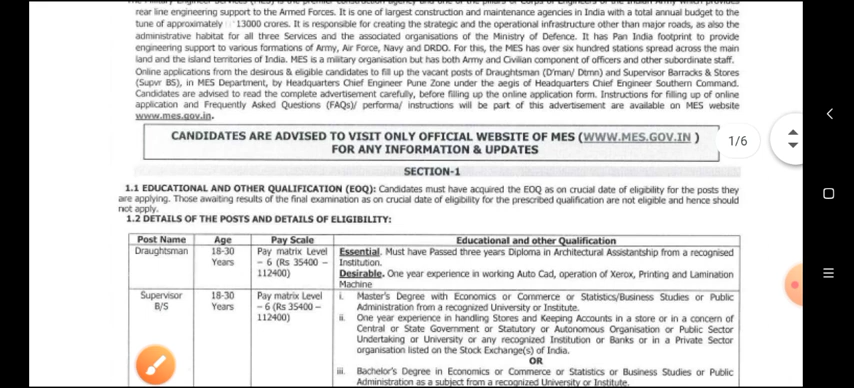 rear line engineering support to the Armed Forces. It is one of largest construction and maintenance agencies in India with a total annual budget to the
tune of approximately 13000 crores. It is responsible for creating the strategic and the operational infrastructure other than major roads, as also the
administrative habitat for all three Services and the associated organisations of the Ministry of Defence. It has Pan India footprint to provide
engineering support to various formations of Army, Air Force, Navy and DRDO. For this, the MES has over six hundred stations spread across the main
land and the island territories of India. MES is a military organisation but has both Army and Civilian component of officers and other subordinate staff.
Online applications from the desirous & eligible candidates to fill up the vacant posts of Draughtsman (D'man/ Dtmn) and Supervisor Barracks & Stores
(Supvr BS), in MES Department, by Headquarters Chief Engineer Pune Zone under the aegis of Headquarters Chief Engineer Southern Command.
Candidates are advised to read the complete advertisement carefully, before filling up the online application form. Instructions for filling up of online
application and Frequently Asked Questions (FAQs)/ performa/ instructions will be part of this advertisement are available on MES website
www.mes.gov.in.
CANDIDATES ARE ADVISED TO VISIT ONLY OFFICIAL WEBSITE OF MES (WWW.MES.GOV.IN )
FOR ANY INFORMATION & UPDATES
1/6
SECTION-1
1.1 EDUCATIONAL AND OTHER QUALIFICATION (EOQ): Candidates must have acquired the EOQ as on crucial date of eligibility for the posts they
are applying. Those awaiting results of the final examination as on crucial date of eligibility for the prescribed qualification are not eligible and hence should
not apply.
1.2 DETAILS OF THE POSTS AND DETAILS OF ELIGIBILITY:
Post Name Age Pay Scale Educational and other Qualification
Draughtsman 18-30 Pay matrix Level Essential. Must have Passed three years Diploma in Architectural Assistantship from a recognised
Years – 6 (Rs 35400 – Institution.
112400) Desirable. One year experience in working Auto Cad, operation of Xerox, Printing and Lamination
Machine
Supervisor 18-30 Pay matrix Level i. Master's Degree with Economics or Commerce or Statistics/Business Studies or Public
B/S Years – 6 (Rs 35400 – Administration from a recognized University or Institute.
112400) ii. One year experience in handling Stores and Keeping Accounts in a store or in a concern of
Central or State Government or Statutory or Autonomous Organisation or Public Sector
Undertaking or University or any recognized Institution or Banks or in a Private Sector
organisation listed on the Stock Exchange(s) of India.
OR
iii. Bachelor's Degree in Economics or Commerce or Statistics or Business Studies or Public
Administration as a subject from a recognized University or Institute.